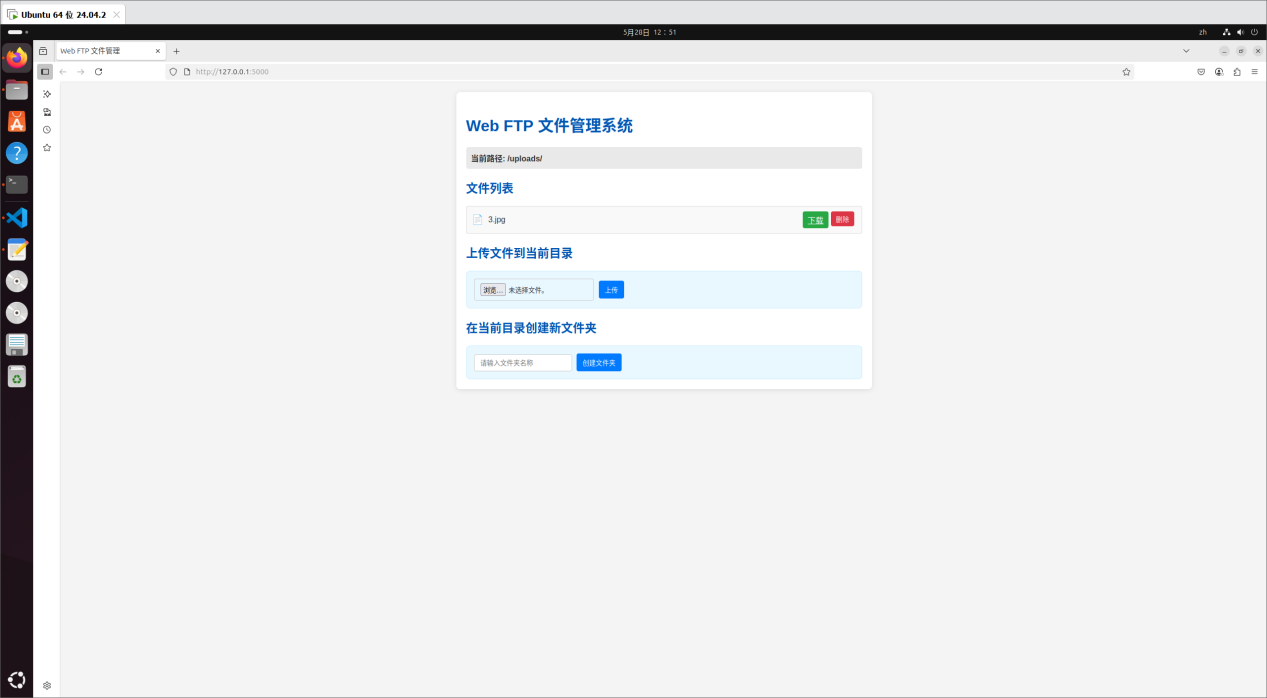 Ubuntu 64 位 24.04.2
5月28日 12：51
zh
Web FTP 文件管理
http://127.0.0.1:5000
Web FTP 文件管理系统
当前路径: /uploads/
文件列表
3.jpg
下载 删除
上传文件到当前目录
浏览... 未选择文件。 上传
在当前目录创建新文件夹
请输入文件夹名称 创建文件夹